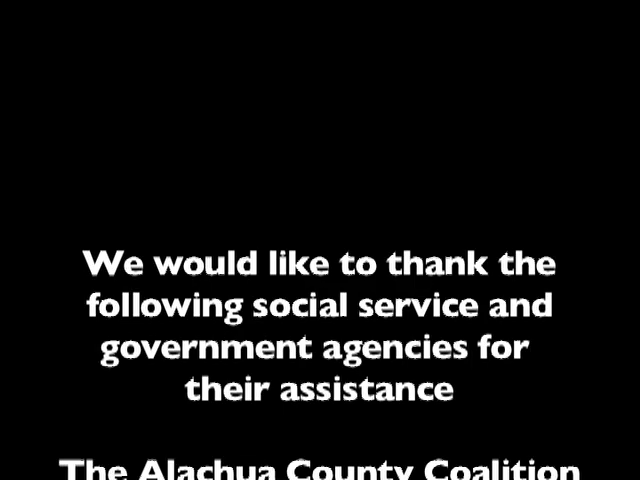 We would like to thank the
following social service and
government agencies for
their assistance
The Alachua County Coalition